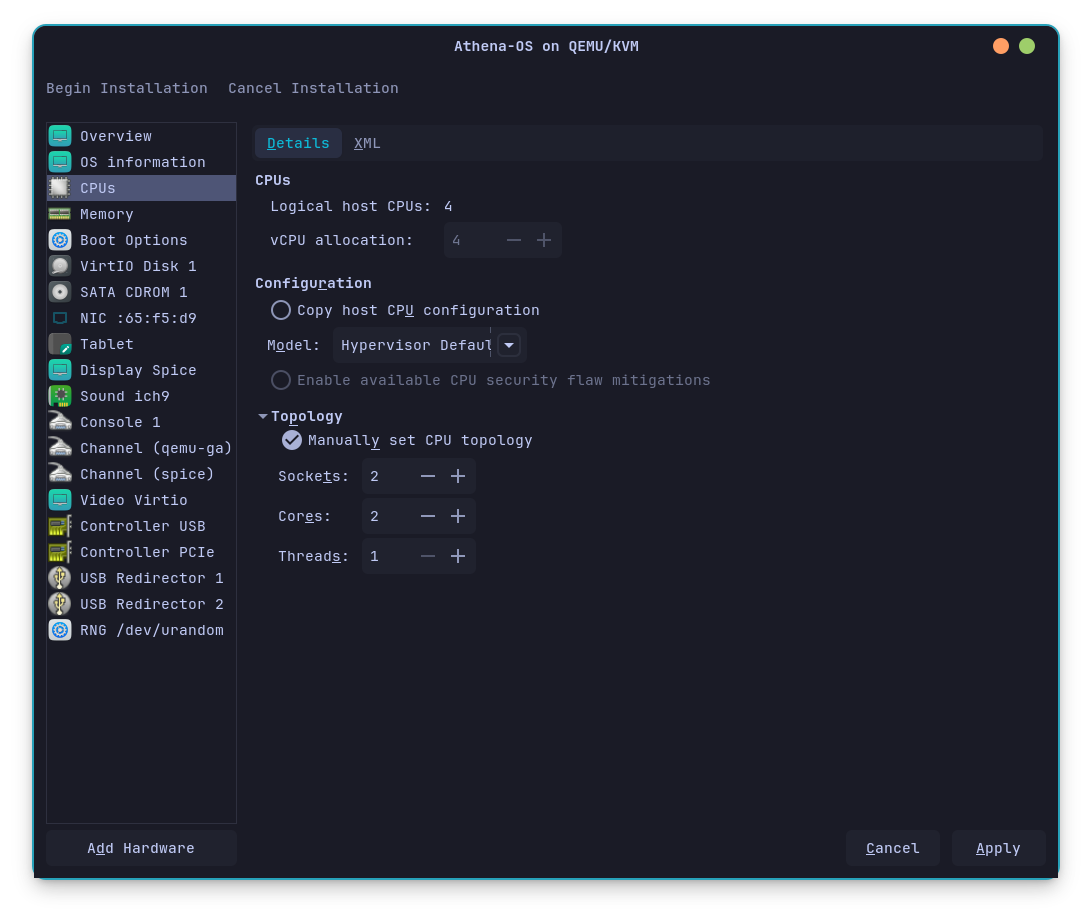 Athena-OS on QEMU/KVM
Begin Installation Cancel Installation
Overview
OS information
CPUs
Memory
Boot Options
VirtIO Disk 1
SATA CDROM 1
NIC :65:f5:d9
Tablet
Display Spice
Sound ich9
Console 1
Channel (qemu-ga)
Channel (spice)
Video Virtio
Controller USB
Controller PCIe
USB Redirector 1
USB Redirector 2
RNG /dev/urandom
Add Hardware
Details XML
CPUs
Logical host CPUs: 4
vCPU allocation: 4
Configuration
Copy host CPU configuration
Model: Hypervisor Defaul
Enable available CPU security flaw mitigations
Topology
Manually set CPU topology
Sockets: 2
Cores: 2
Threads: 1
Cancel Apply